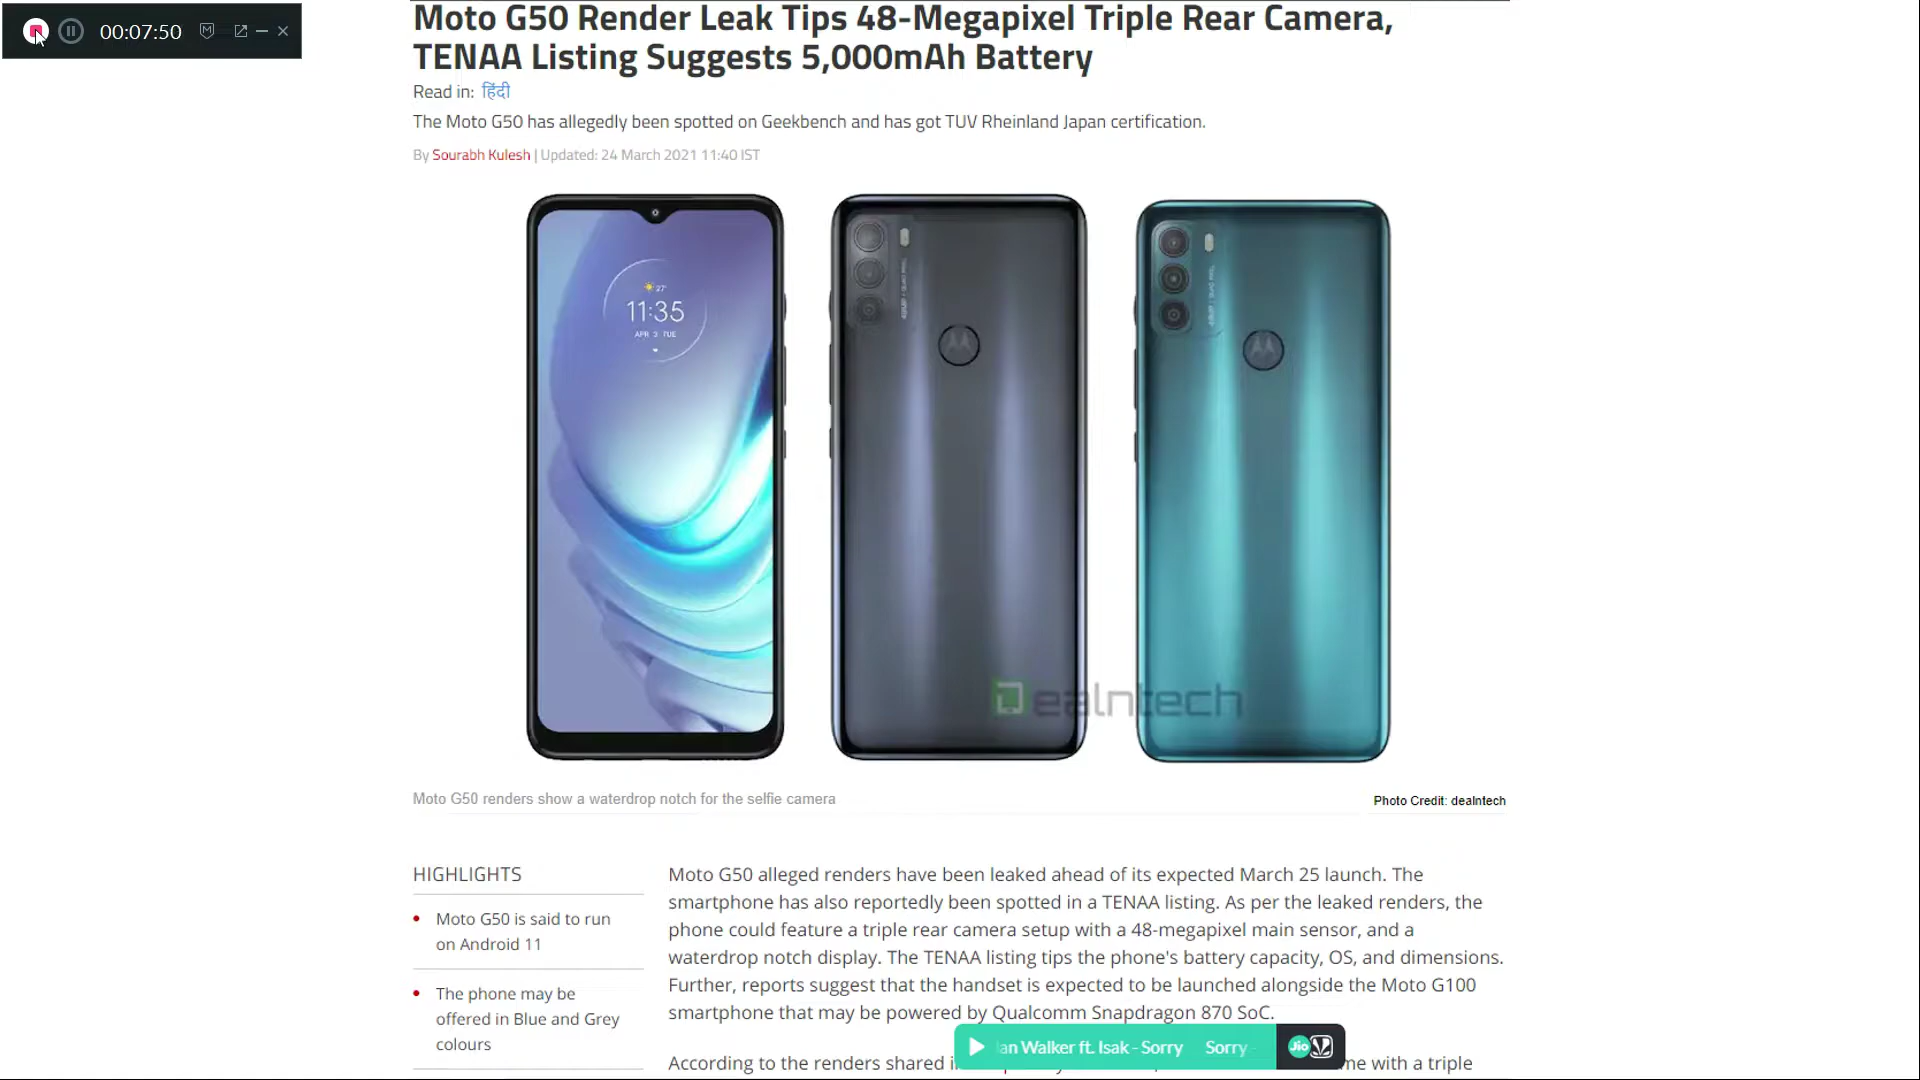 00:07:50
Moto G50 Render Leak Tips 48-Megapixel Triple Rear Camera,
TENAA Listing Suggests 5,000mAh Battery
Read in: हिंदी
The Moto G50 has allegedly been spotted on Geekbench and has got TUV Rheinland Japan certification.
By Sourabh Kulesh | Updated: 24 March 2021 11:40 IST
27°
11:35
APR 3 TUE
Dealntech
Moto G50 renders show a waterdrop notch for the selfie camera
Photo Credit: dealntech
HIGHLIGHTS
Moto G50 is said to run
on Android 11
The phone may be
offered in Blue and Grey
colours
Moto G50 alleged renders have been leaked ahead of its expected March 25 launch. The
smartphone has also reportedly been spotted in a TENAA listing. As per the leaked renders, the
phone could feature a triple rear camera setup with a 48-megapixel main sensor, and a
waterdrop notch display. The TENAA listing tips the phone's battery capacity, OS, and dimensions.
Further, reports suggest that the handset is expected to be launched alongside the Moto G100
smartphone that may be powered by Qualcomm Snapdragon 870 SoC.
an Walker ft. Isak - Sorry Sorry - Jio
According to the renders shared me with a triple